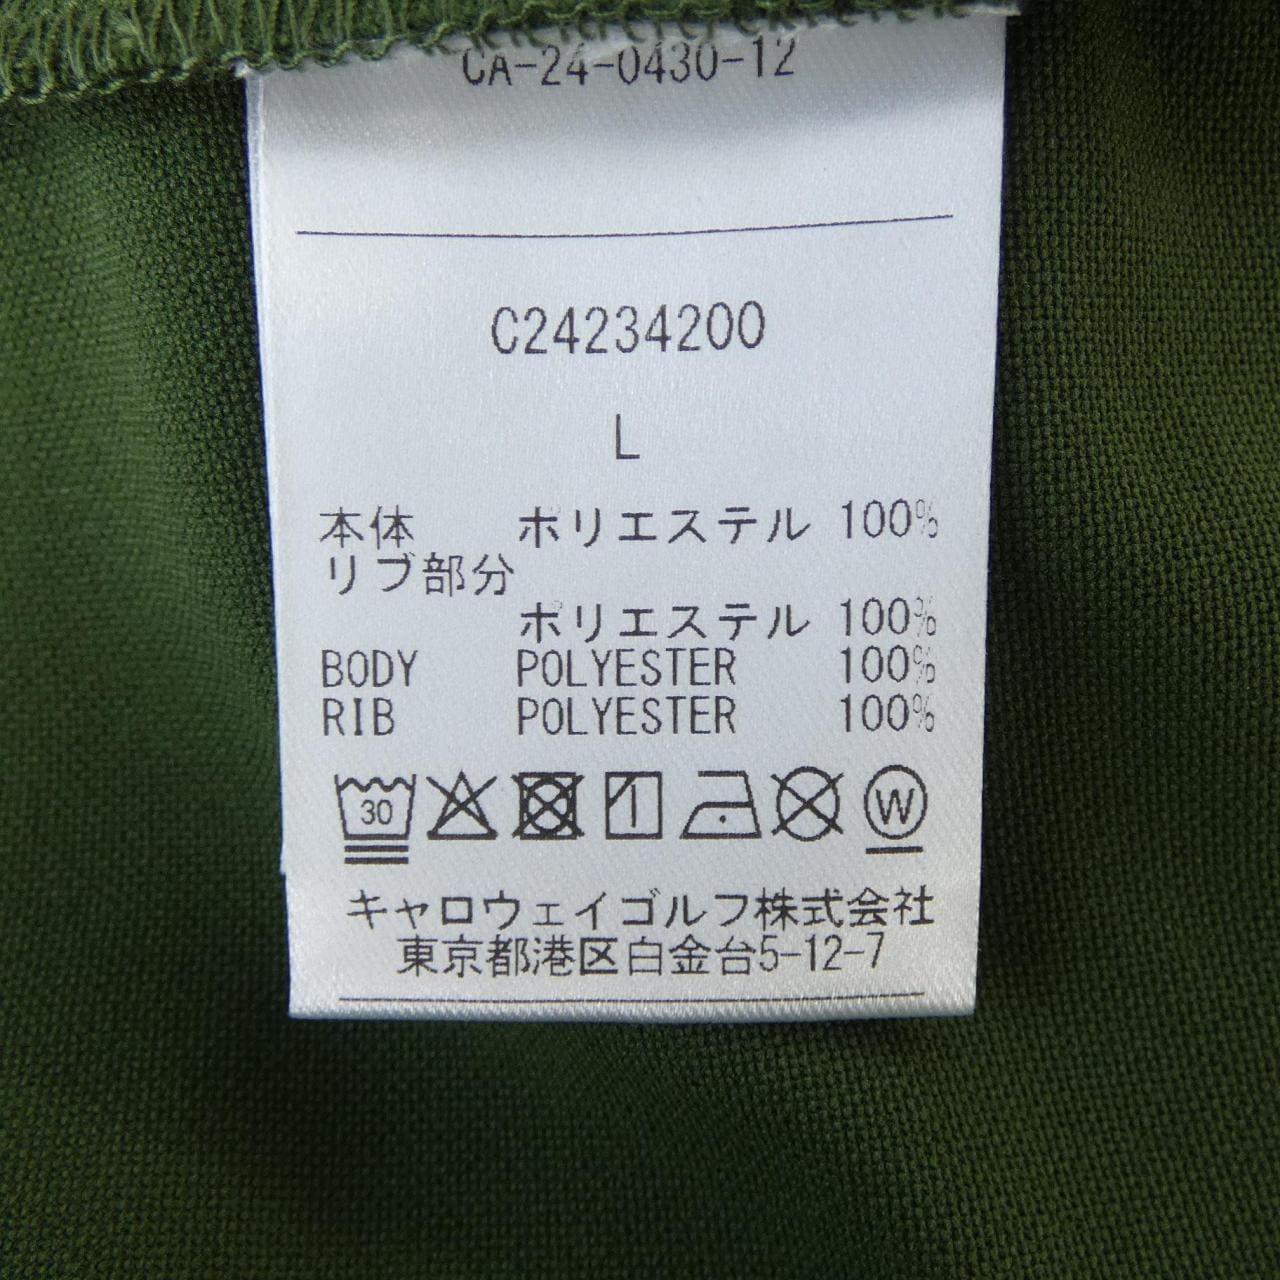 CA-24-0430-12
C24234200
L
本体 ポリエステル 100%
リブ部分
ポリエステル 100%
BODY POLYESTER 100%
RIB POLYESTER 100%
30 W
キャロウェイゴルフ株式会社
東京都港区白金台5-12-7